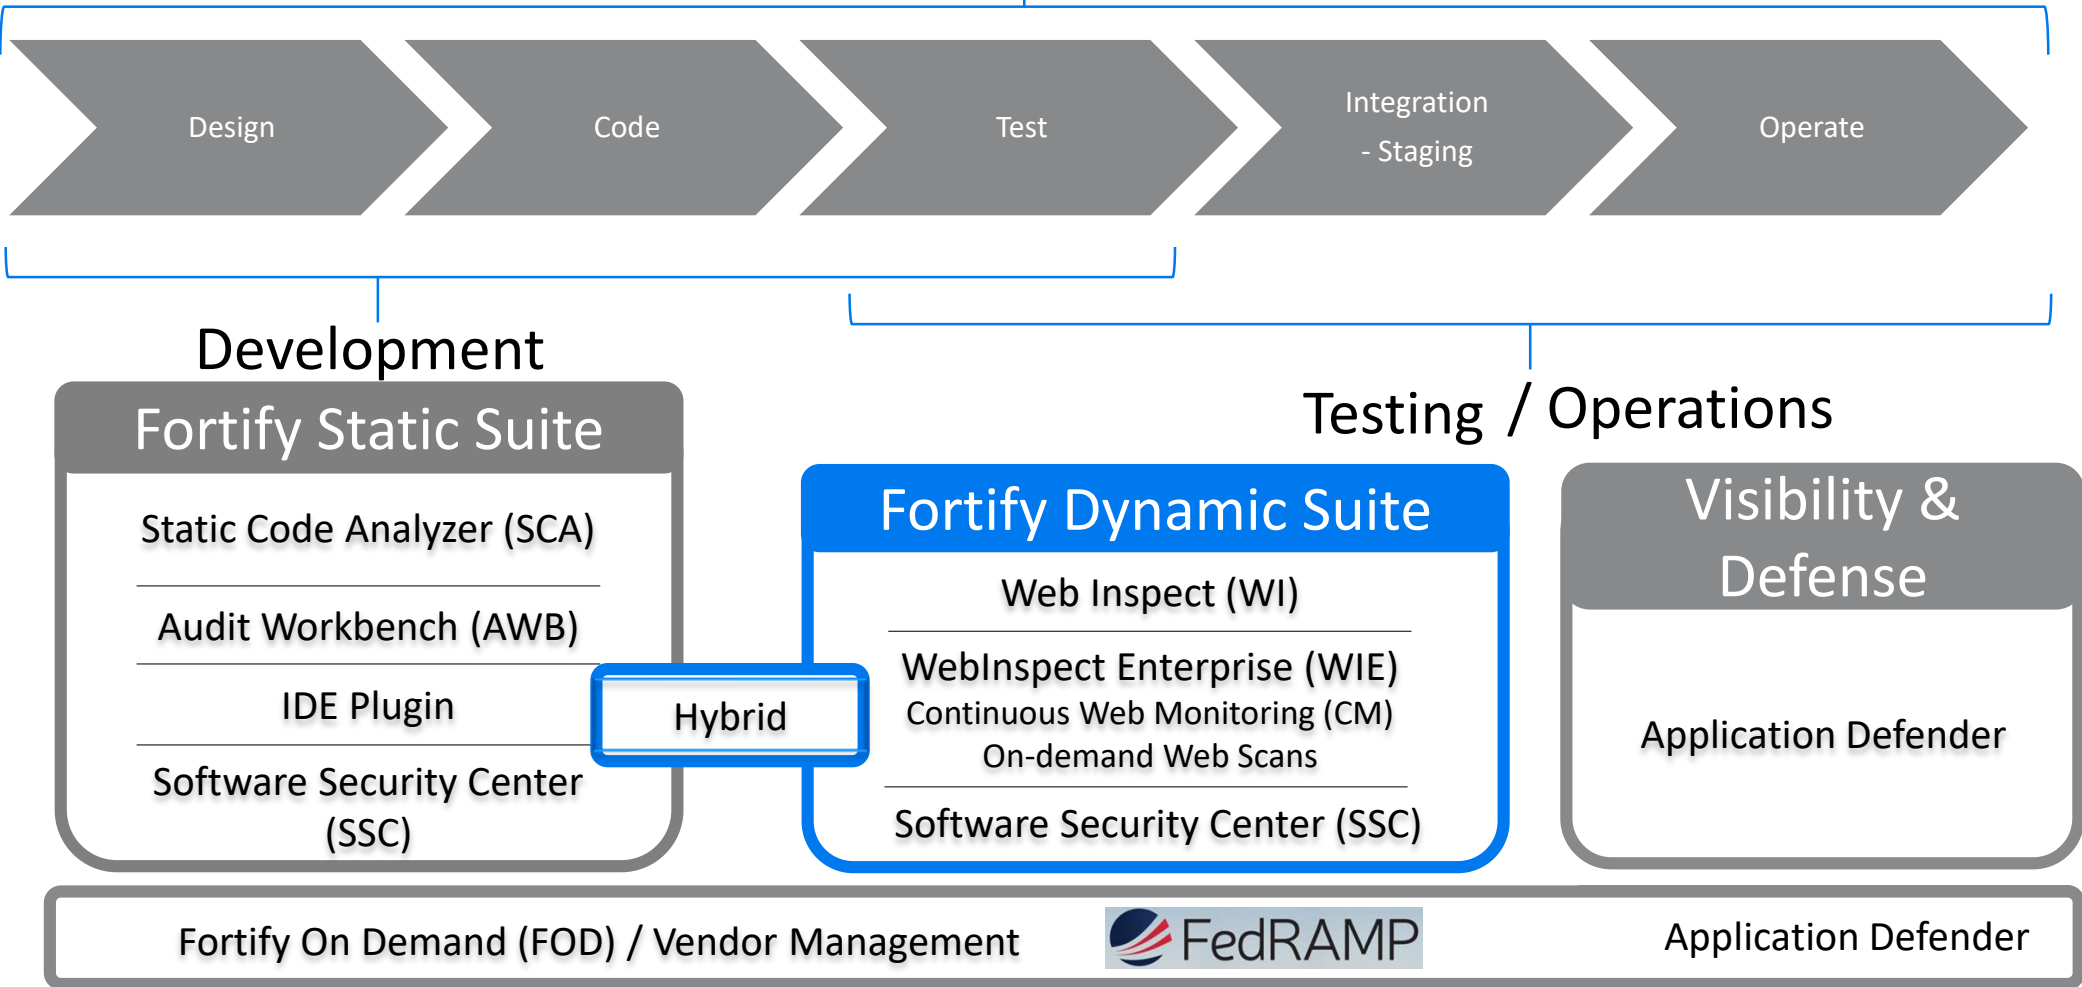 Design
Code
Test
Integration
- Staging
Operate
Development
Testing / Operations
Fortify Static Suite
Static Code Analyzer (SCA)
Audit Workbench (AWB)
IDE Plugin
Software Security Center
(SSC)
Hybrid
Fortify Dynamic Suite
Web Inspect (WI)
WebInspect Enterprise (WIE)
Continuous Web Monitoring (CM)
On-demand Web Scans
Software Security Center (SSC)
Visibility &
Defense
Application Defender
Fortify On Demand (FOD) / Vendor Management
FedRAMP
Application Defender